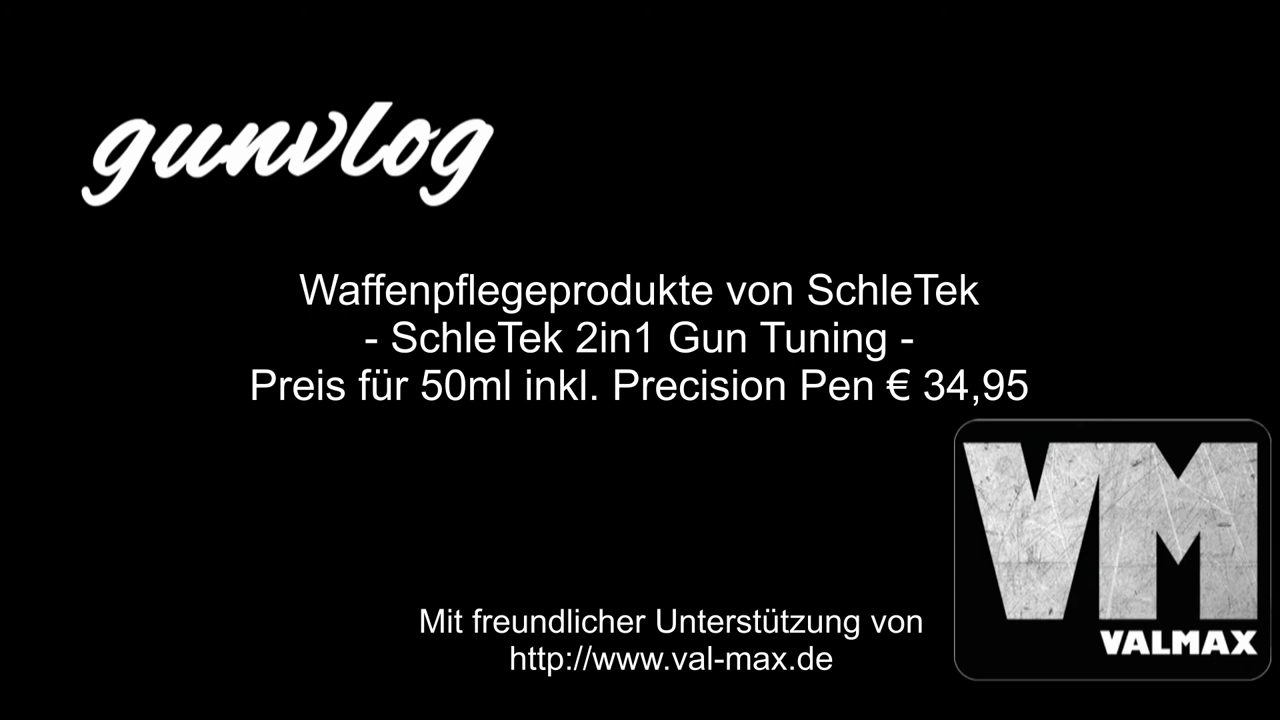 gunvlog
Waffenpflegeprodukte von SchleTek
- SchleTek 2in1 Gun Tuning -
Preis für 50ml inkl. Precision Pen € 34,95
VM
VALMAX
Mit freundlicher Unterstützung von
http://www.val-max.de